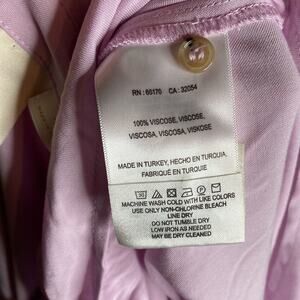 RN : 66170 CA : 32054
100% VISCOSE, VISCOSE,
VISCOSA, VISCOSA, VISKOSE
MADE IN TURKEY, HECHO EN TURQUIA,
FABRIQUÉ EN TURQUIE
MACHINE WASH COLD WITH LIKE COLORS
USE ONLY NON-CHLORINE BLEACH
LINE DRY
DO NOT TUMBLE DRY
LOW IRON AS NEEDED
MAY BE DRY CLEANED